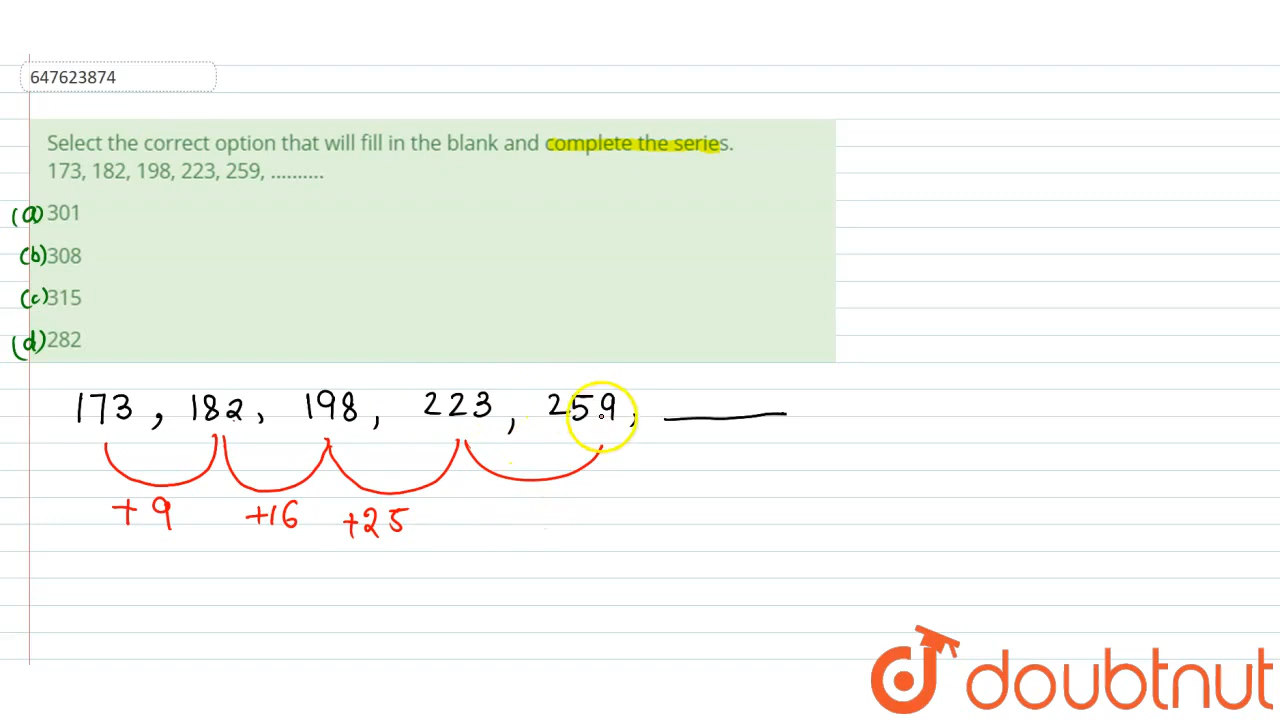 647623874
Select the correct option that will fill in the blank and complete the series.
173, 182, 198, 223, 259, ..........
(a) 301
(b) 308
(c) 315
(d) 282
173, 182, 198, 223, 259, ______
+9 +16 +25
doubtnut